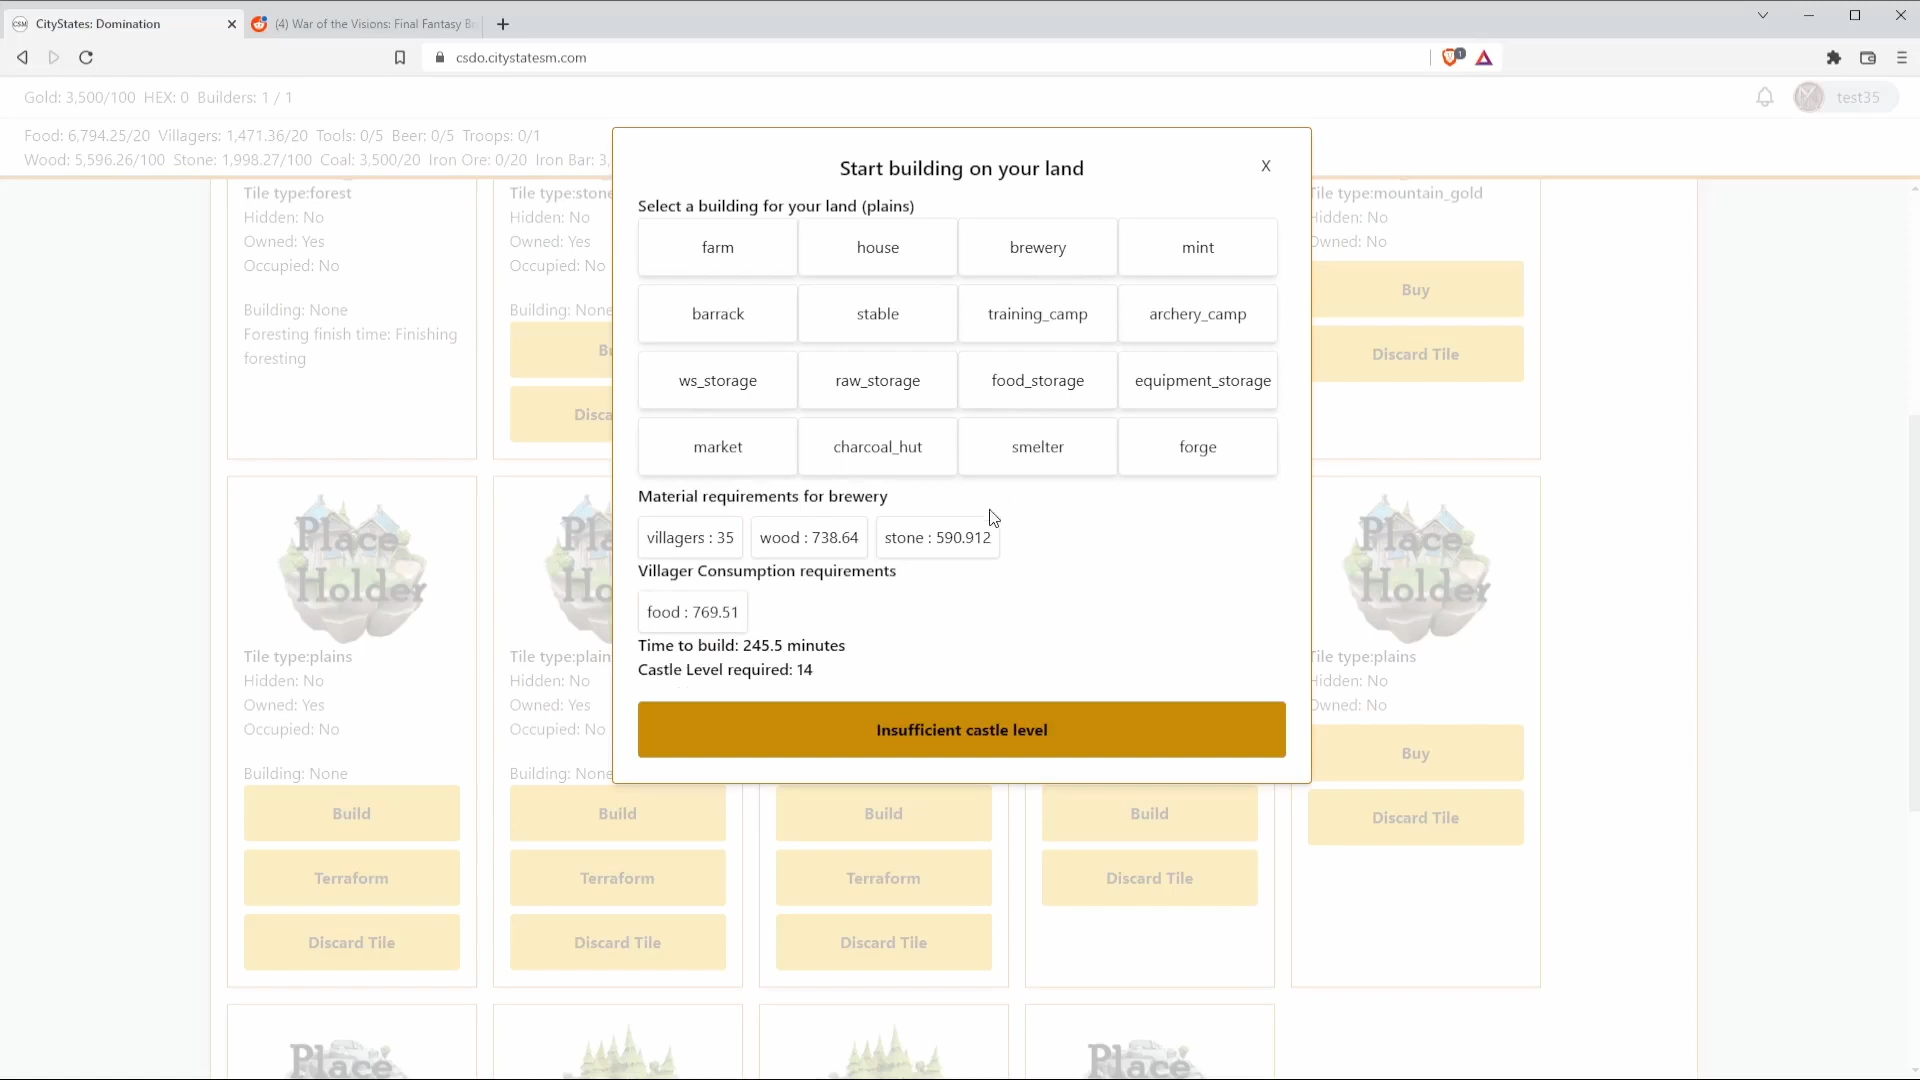 CityStates: Domination
(4) War of the Visions: Final Fantasy B
csdo.citystatesm.com
1
Gold: 3,500/100 HEX: 0 Builders: 1 / 1
test35
Food: 6,794.25/20 Villagers: 1,471.36/20 Tools: 0/5 Beer: 0/5 Troops: 0/1
Wood: 5,596.26/100 Stone: 1,998.27/100 Coal: 3,500/20 Iron Ore: 0/20 Iron Bar: 3,
Start building on your land
X
Select a building for your land (plains)
farm house brewery mint
barrack stable training_camp archery_camp
ws_storage raw_storage food_storage equipment_storage
market charcoal_hut smelter forge
Material requirements for brewery
villagers : 35 wood : 738.64 stone : 590.912
Villager Consumption requirements
food : 769.51
Time to build: 245.5 minutes
Castle Level required: 14
Insufficient castle level
Tile type:forest
Hidden: No
Owned: Yes
Occupied: No
Building: None
Foresting finish time: Finishing
foresting
Tile type:stone
Hidden: No
Owned: Yes
Occupied: No
Building: None
Bu
Disca
Tile type:mountain_gold
Hidden: No
Owned: No
Buy
Discard Tile
Place
Holder
Tile type:plains
Hidden: No
Owned: Yes
Occupied: No
Building: None
Build
Terraform
Discard Tile
Pl
Ho
Tile type:plain
Hidden: No
Owned: Yes
Occupied: No
Building: None
Build
Terraform
Discard Tile
Build
Terraform
Discard Tile
Build
Discard Tile
Place
Holder
Tile type:plains
Hidden: No
Owned: No
Buy
Discard Tile
Place
Place